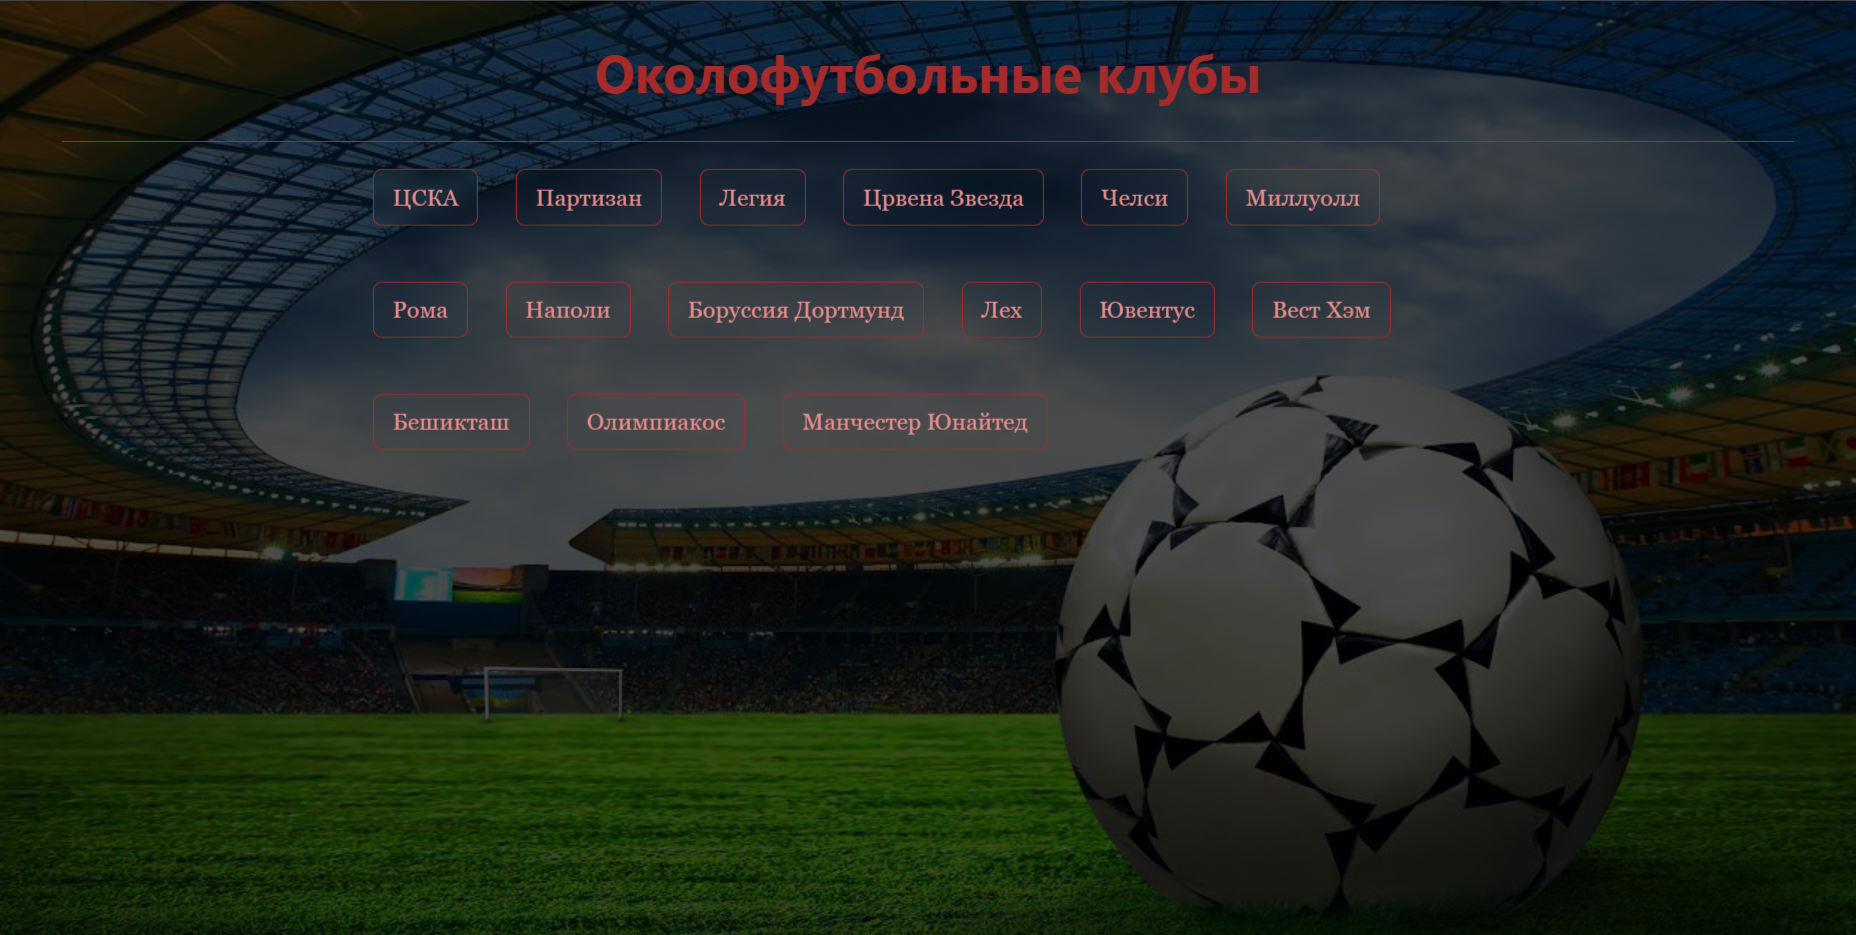 Околофутбольные клубы
ЦСКА Партизан Легия Црвена Звезда Челси Миллуолл
Рома Наполи Боруссия Дортмунд Лех Ювентус Вест Хэм
Бешикташ Олимпиакос Манчестер Юнайтед